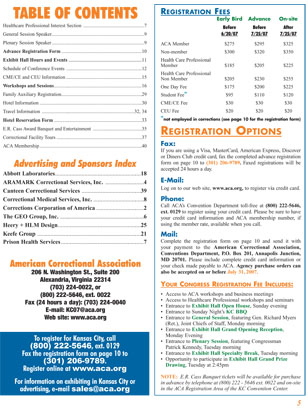 TABLE OF CONTENTS
Healthcare Professional Interest Section ........7
General Session Speaker ........9
Plenary Session Speaker ........9
Advance Registration Form ........10
Exhibit Hall Hours and Events ........11
Schedule of Conference Events ........12
CME/CE and CEU Information ........15
Workshops and Sessions ........16
Family Auxiliary Registration ........29
Hotel Information ........30
Travel Information ........32, 34
Hotel Reservation Form ........33
E.R. Cass Award Banquet and Entertainment ........35
Correctional Facility Tours ........37
ACA Membership ........40
Advertising and Sponsors Index
Abbott Laboratories ........18
ARAMARK Correctional Services, Inc. ........4
Canteen Correctional Services ........39
Correctional Medical Services, Inc. ........8
Corrections Corporation of America ........2
The GEO Group, Inc. ........6
Henry + HLM Design ........25
Keefe Group ........21
Prison Health Services ........7
American Correctional Association
206 N. Washington St., Suite 200
Alexandria, Virginia 22314
(703) 224-0022, or
(800) 222-5646, ext. 0022
Fax (24 hours a day): (703) 224-0040
E-mail: KC07@aca.org
Web site: www.aca.org
To register for Kansas City, call
(800) 222-5646, ext. 0129
Fax the registration form on page 10 to
(301) 206-9789.
Register online at www.aca.org
For information on exhibiting in Kansas City or
advertising, e-mail sales@aca.org
REGISTRATION FEES
Early Bird Advance On-site
Before Before After
6/20/07 7/25/07 7/25/07
ACA Member $275 $295 $325
Non-member $300 $320 $350
Health Care Professional
Member $185 $205 $225
Health Care Professional
Non Member $205 $230 $255
One Day Fee $175 $200 $225
Student Fee* $95 $110 $120
CME/CE Fee $30 $30 $30
CEU Fee $20 $20 $20
*not employed in corrections (see page 10 for the registration form)
REGISTRATION OPTIONS
Fax:
If you are using a Visa, MasterCard, American Express, Discover
or Diners Club credit card, fax the completed advance registration
form on page 10 to (301) 206-9789. Faxed registrations will be
accepted 24 hours a day.
E-Mail:
Log on to our web site, www.aca.org, to register via credit card.
Phone:
Call ACA's Convention Department toll-free at (800) 222-5646,
ext. 0129 to register using your credit card. Please be sure to have
your credit card information and ACA membership number, if
using the member rate, available when you call.
Mail:
Complete the registration form on page 10 and send it with
your payment to the American Correctional Association,
Conventions Department, P.O. Box 201, Annapolis Junction,
MD 20701. Please include complete credit card information or
your check made payable to ACA. Agency purchase orders can
also be accepted on or before July 31, 2007.
YOUR CONGRESS REGISTRATION FEE INCLUDES:
• Access to ACA workshops and business meetings
• Access to Healthcare Professional workshops and seminars
• Entrance to Exhibit Hall Open House, Sunday evening
• Entrance to Sunday Night's KC BBQ
• Entrance to General Session, featuring Gen. Richard Myers
(Ret.), Joint Chiefs of Staff, Monday morning
• Entrance to Exhibit Hall Grand Opening Reception,
Monday Evening
• Entrance to Plenary Session, featuring Congressman
Patrick Kennedy, Tuesday morning
• Entrance to Exhibit Hall Specialty Break, Tuesday morning
• Opportunity to participate in Exhibit Hall Grand Prize
Drawing, Tuesday at 2:45pm
NOTE: E.R. Cass Banquet tickets will be available for purchase
in advance by telephone at (800) 222 - 5646 ext. 0022 and on-site
at the ACA Registration Area of the KC Convention Center.
5